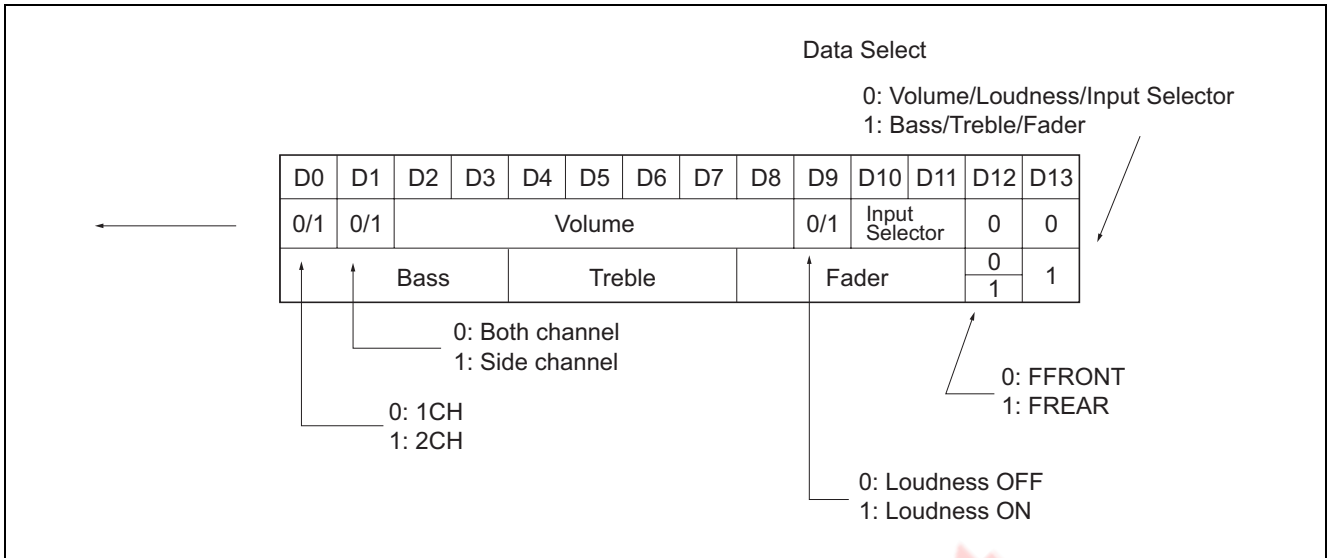 Data Select
0: Volume/Loudness/Input Selector
1: Bass/Treble/Fader
D0 D1 D2 D3 D4 D5 D6 D7 D8 D9 D10 D11 D12 D13
0/1 0/1 Volume 0/1 Input Selector 0 0
Bass Treble Fader 0 1 1
0: Both channel
1: Side channel
0: FFRONT
1: FREAR
0: 1CH
1: 2CH
0: Loudness OFF
1: Loudness ON